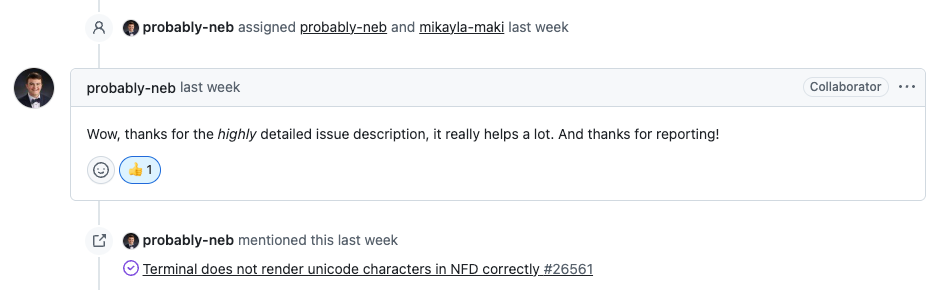 probably-neb assigned probably-neb and mikayla-maki last week
probably-neb last week Collaborator
Wow, thanks for the highly detailed issue description, it really helps a lot. And thanks for reporting!
👍 1
probably-neb mentioned this last week
Terminal does not render unicode characters in NFD correctly #26561